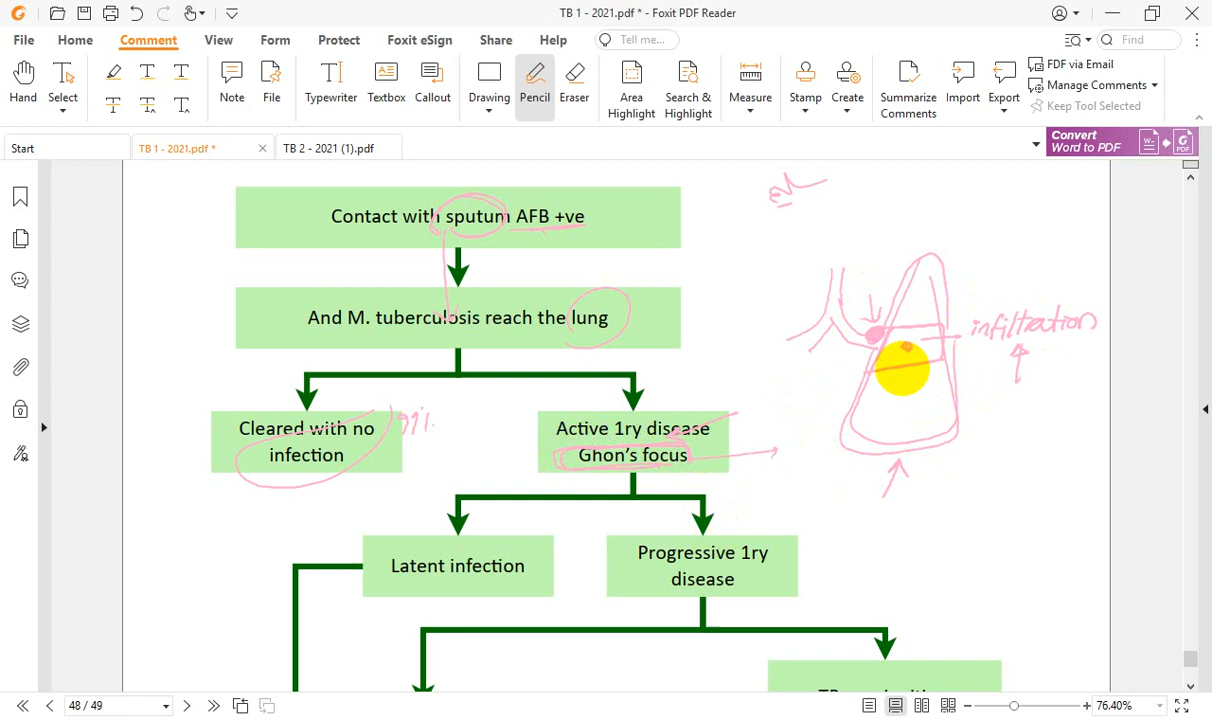 TB 1 - 2021.pdf * - Foxit PDF Reader
File Home Comment View Form Protect Foxit eSign Share Help Tell me... Find
Hand Select Note File Typewriter Textbox Callout Drawing Pencil Eraser Area Highlight Search & Highlight Measure Stamp Create Summarize Comments Import Export
PDF via Email
Manage Comments
Keep Tool Selected
Start TB 1 - 2021.pdf * TB 2 - 2021 (1).pdf
Convert
Word to PDF
Contact with sputum AFB +ve
And M. tuberculosis reach the lung
infiltration
Cleared with no
infection
Active 1ry disease
Ghon's focus
Latent infection
Progressive 1ry
disease
48 / 49
76.40%